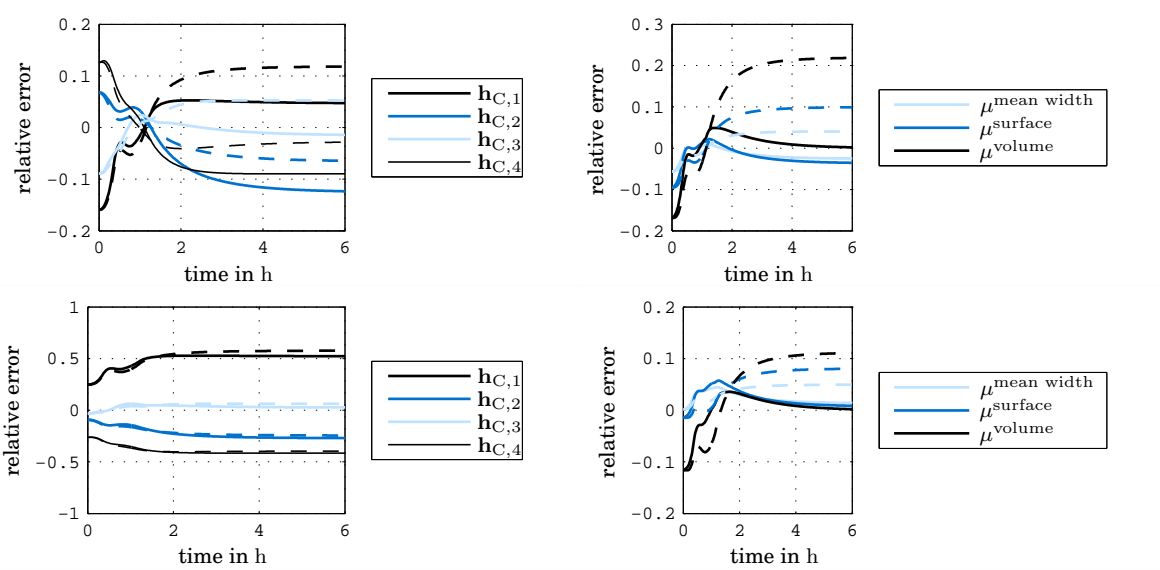 0.2
0.1
0
−0.1
−0.2
0
2
4
6
relative error
time in h
h_C,1
h_C,2
h_C,3
h_C,4
0.3
0.2
0.1
0
−0.1
−0.2
0
2
4
6
relative error
time in h
μ^mean width
μ^surface
μ^volume
1
0.5
0
−0.5
−1
0
2
4
6
relative error
time in h
h_C,1
h_C,2
h_C,3
h_C,4
0.2
0.1
0
−0.1
−0.2
0
2
4
6
relative error
time in h
μ^mean width
μ^surface
μ^volume